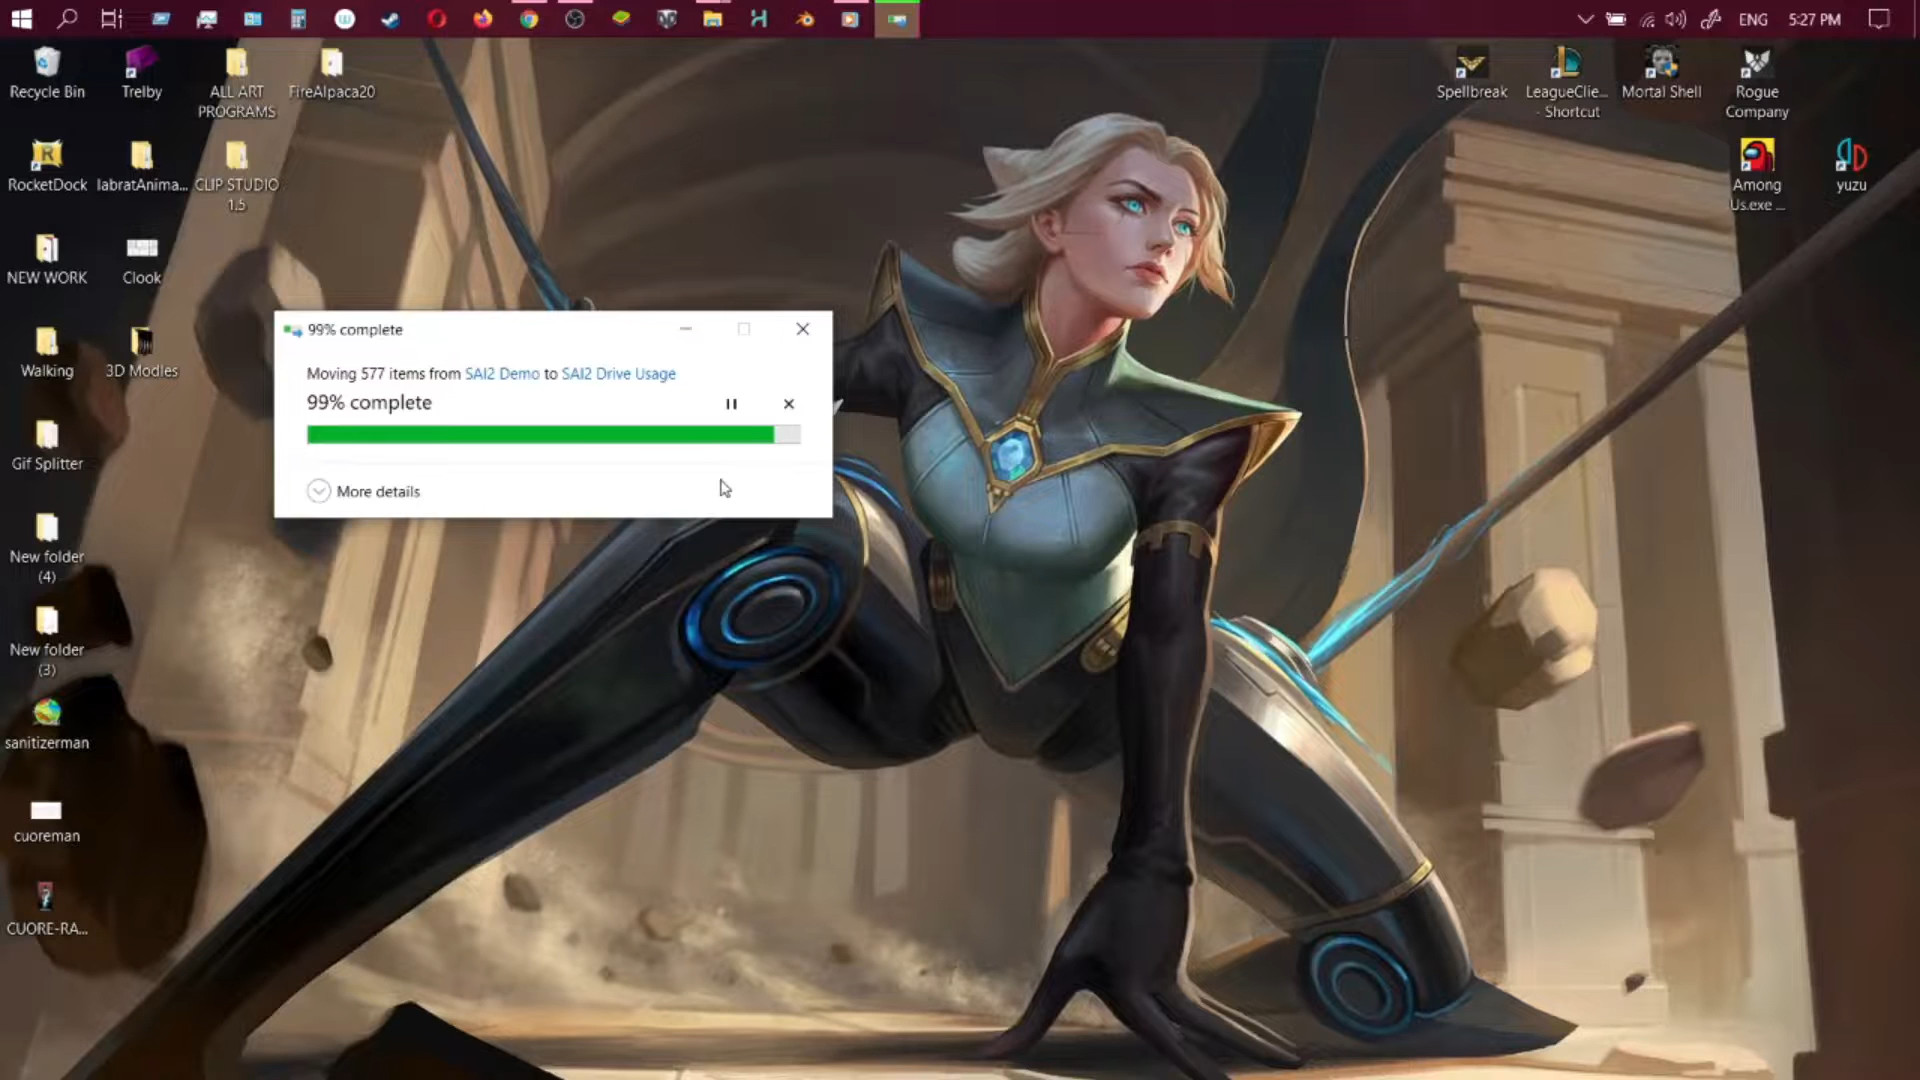 ENG
5:27 PM
Recycle Bin
Trelby
ALL ART
PROGRAMS
FireAlpaca20
Spellbreak
LeagueClie...
- Shortcut
Mortal Shell
Rogue
Company
RocketDock
labratAnima...
CLIP STUDIO
1.5
Among
Us.exe ...
yuzu
NEW WORK
Clook
Walking
3D Modles
Gif Splitter
New folder
(4)
New folder
(3)
sanitizerman
cuoreman
CUORE-RA...
99% complete
Moving 577 items from SAI2 Demo to SAI2 Drive Usage
99% complete
More details